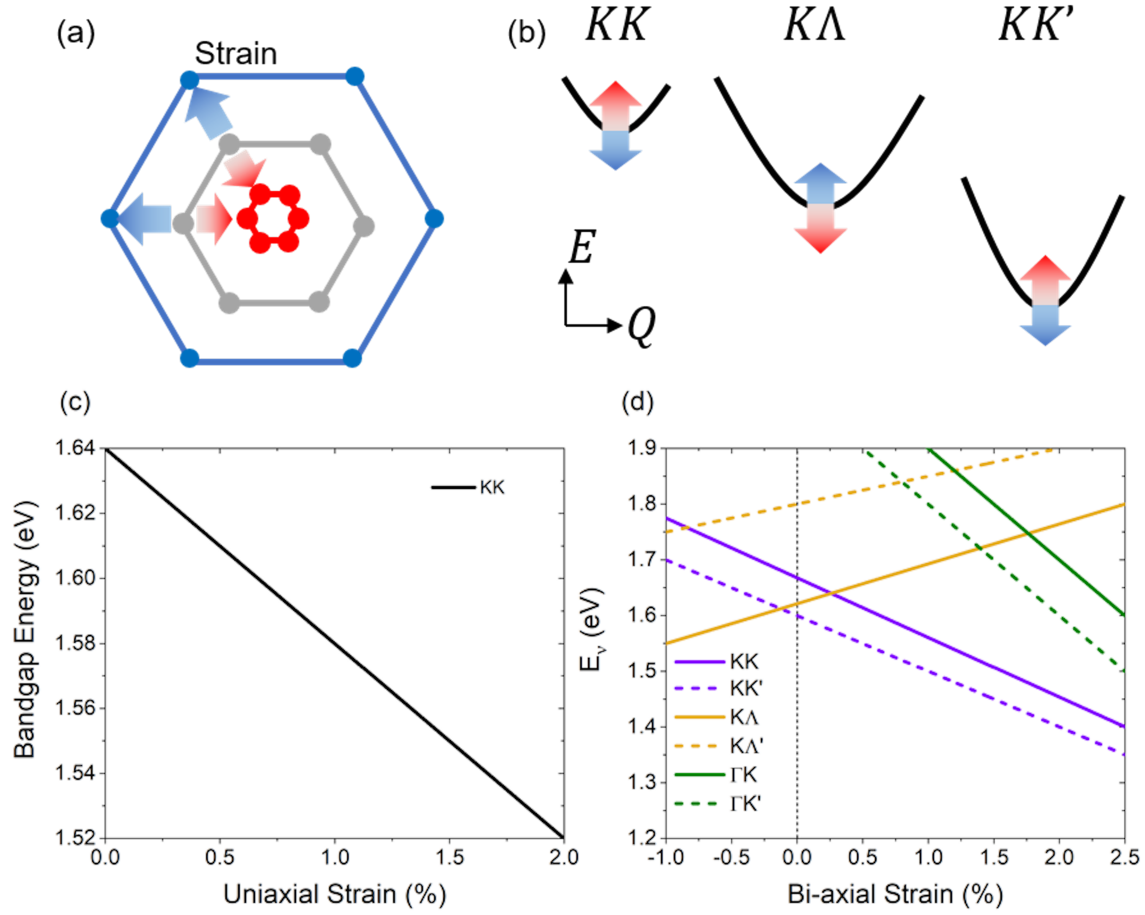 (a)
Strain
(b)
KK
KΛ
KK'
E
Q
(c)
Bandgap Energy (eV)
1.64
1.62
1.60
1.58
1.56
1.54
1.52
KK
0.0
0.5
1.0
1.5
2.0
Uniaxial Strain (%)
(d)
Eν (eV)
1.9
1.8
1.7
1.6
1.5
1.4
1.3
1.2
KK
KK'
KΛ
KΛ'
ΓK
ΓK'
-1.0
-0.5
0.0
0.5
1.0
1.5
2.0
2.5
Bi-axial Strain (%)